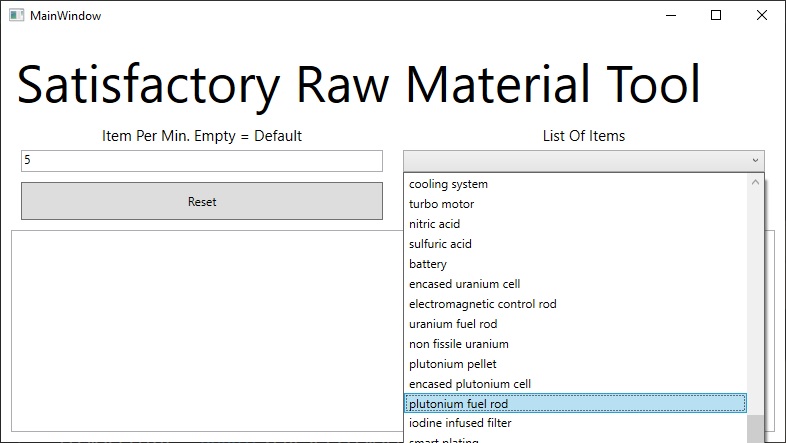 MainWindow
Satisfactory Raw Material Tool
Item Per Min. Empty = Default
List Of Items
5
Reset
cooling system
turbo motor
nitric acid
sulfuric acid
battery
encased uranium cell
electromagnetic control rod
uranium fuel rod
non fissile uranium
plutonium pellet
encased plutonium cell
plutonium fuel rod
iodine infused filter
smart plating